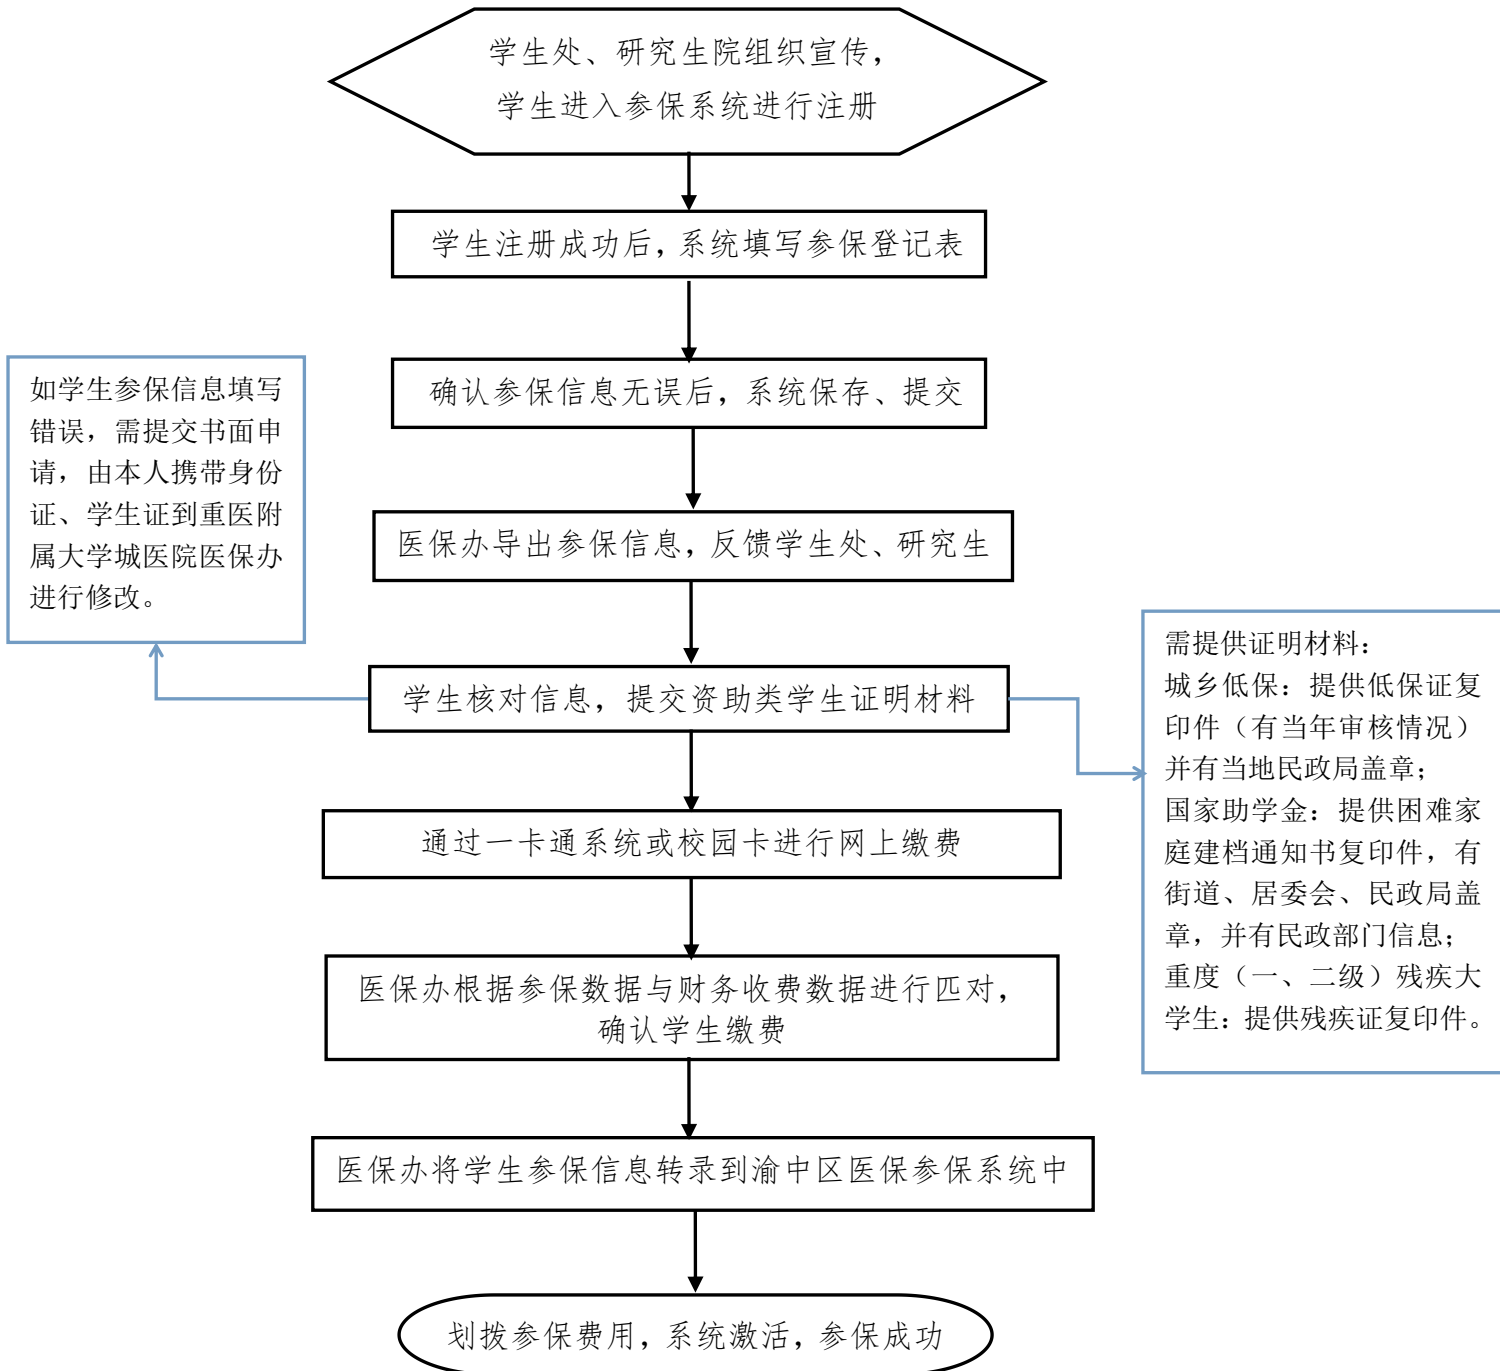 学生处、研究生院组织宣传，
学生进入参保系统进行注册
学生注册成功后，系统填写参保登记表
确认参保信息无误后，系统保存、提交
如学生参保信息填写
错误，需提交书面申
请，由本人携带身份
证、学生证到重医附
属大学城医院医保办
进行修改。
医保办导出参保信息，反馈学生处、研究生
学生核对信息，提交资助类学生证明材料
需提供证明材料：
城乡低保：提供低保证复
印件（有当年审核情况）
并有当地民政局盖章；
国家助学金：提供困难家
庭建档通知书复印件，有
街道、居委会、民政局盖
章，并有民政部门信息；
重度（一、二级）残疾大
学生：提供残疾证复印件。
通过一卡通系统或校园卡进行网上缴费
医保办根据参保数据与财务收费数据进行匹对，
确认学生缴费
医保办将学生参保信息转录到渝中区医保参保系统中
划拨参保费用，系统激活，参保成功